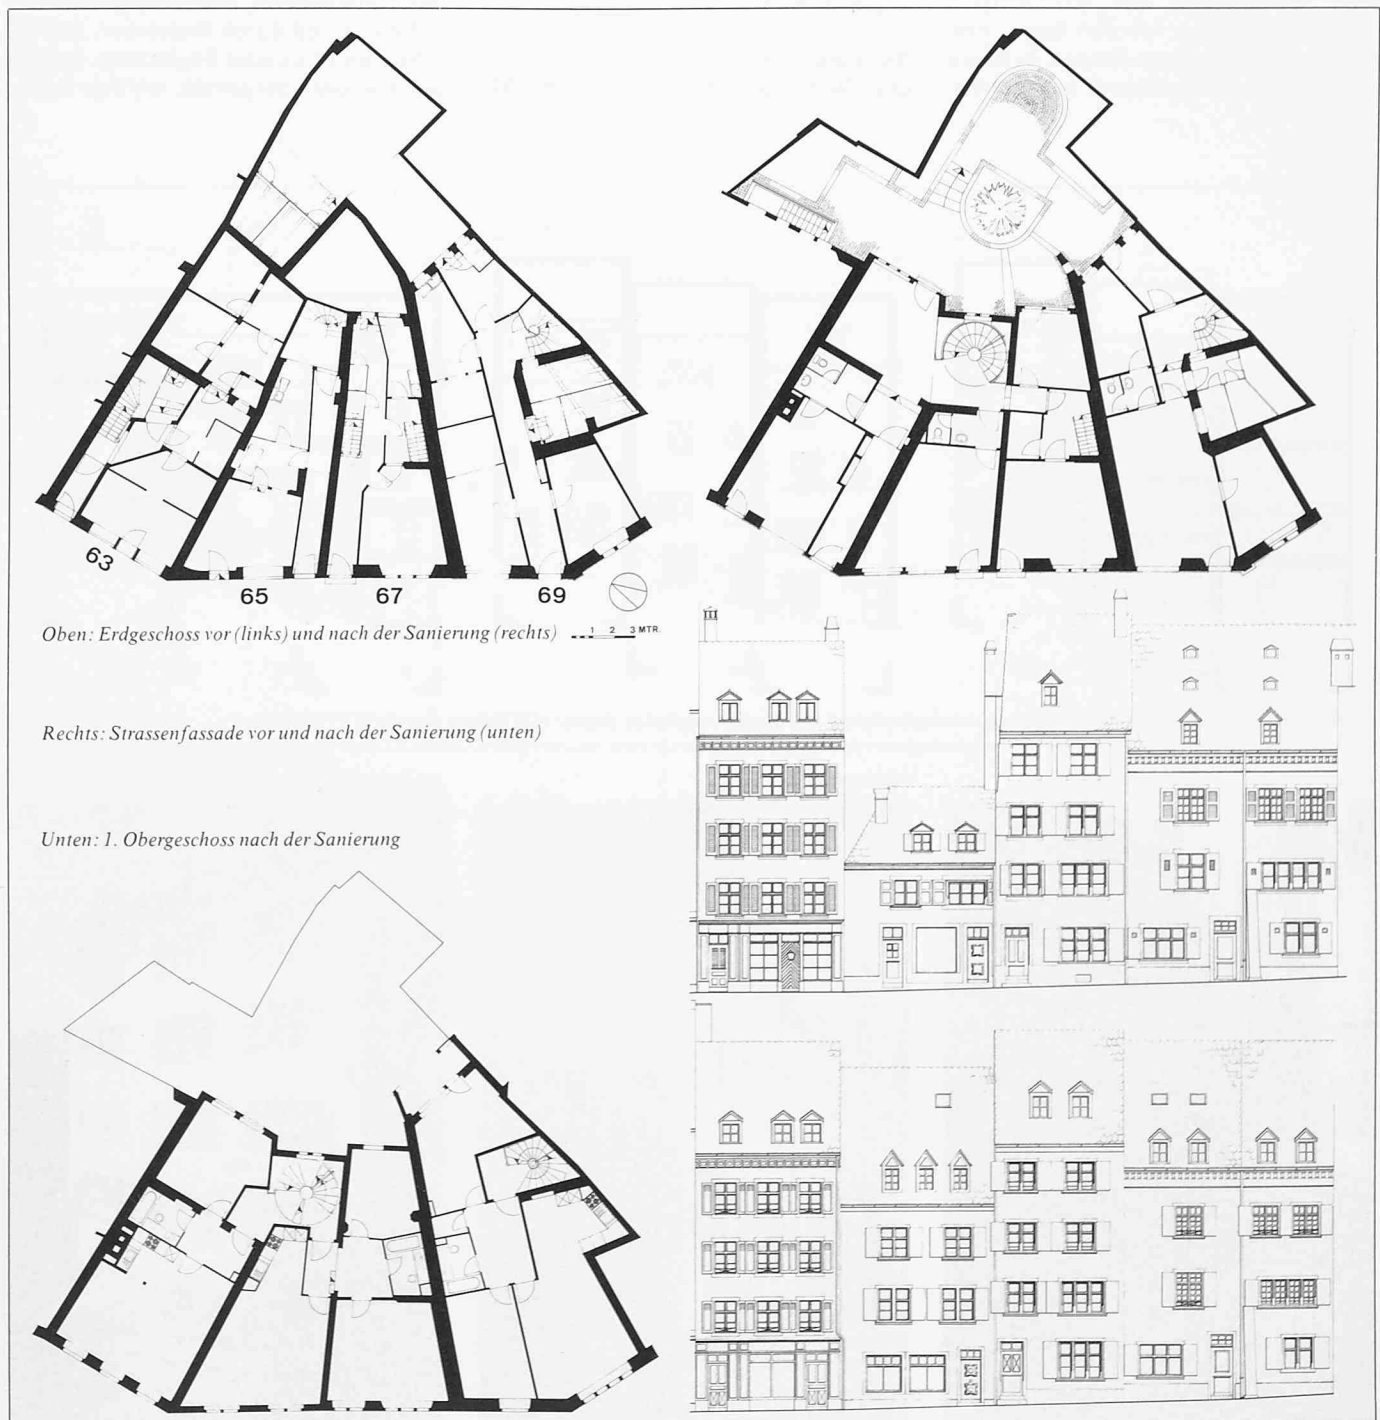 63
65
67
69
Oben: Erdgeschoss vor (links) und nach der Sanierung (rechts)
1 2 3 MTR.
Rechts: Strassenfassade vor und nach der Sanierung (unten)
Unten: 1. Obergeschoss nach der Sanierung